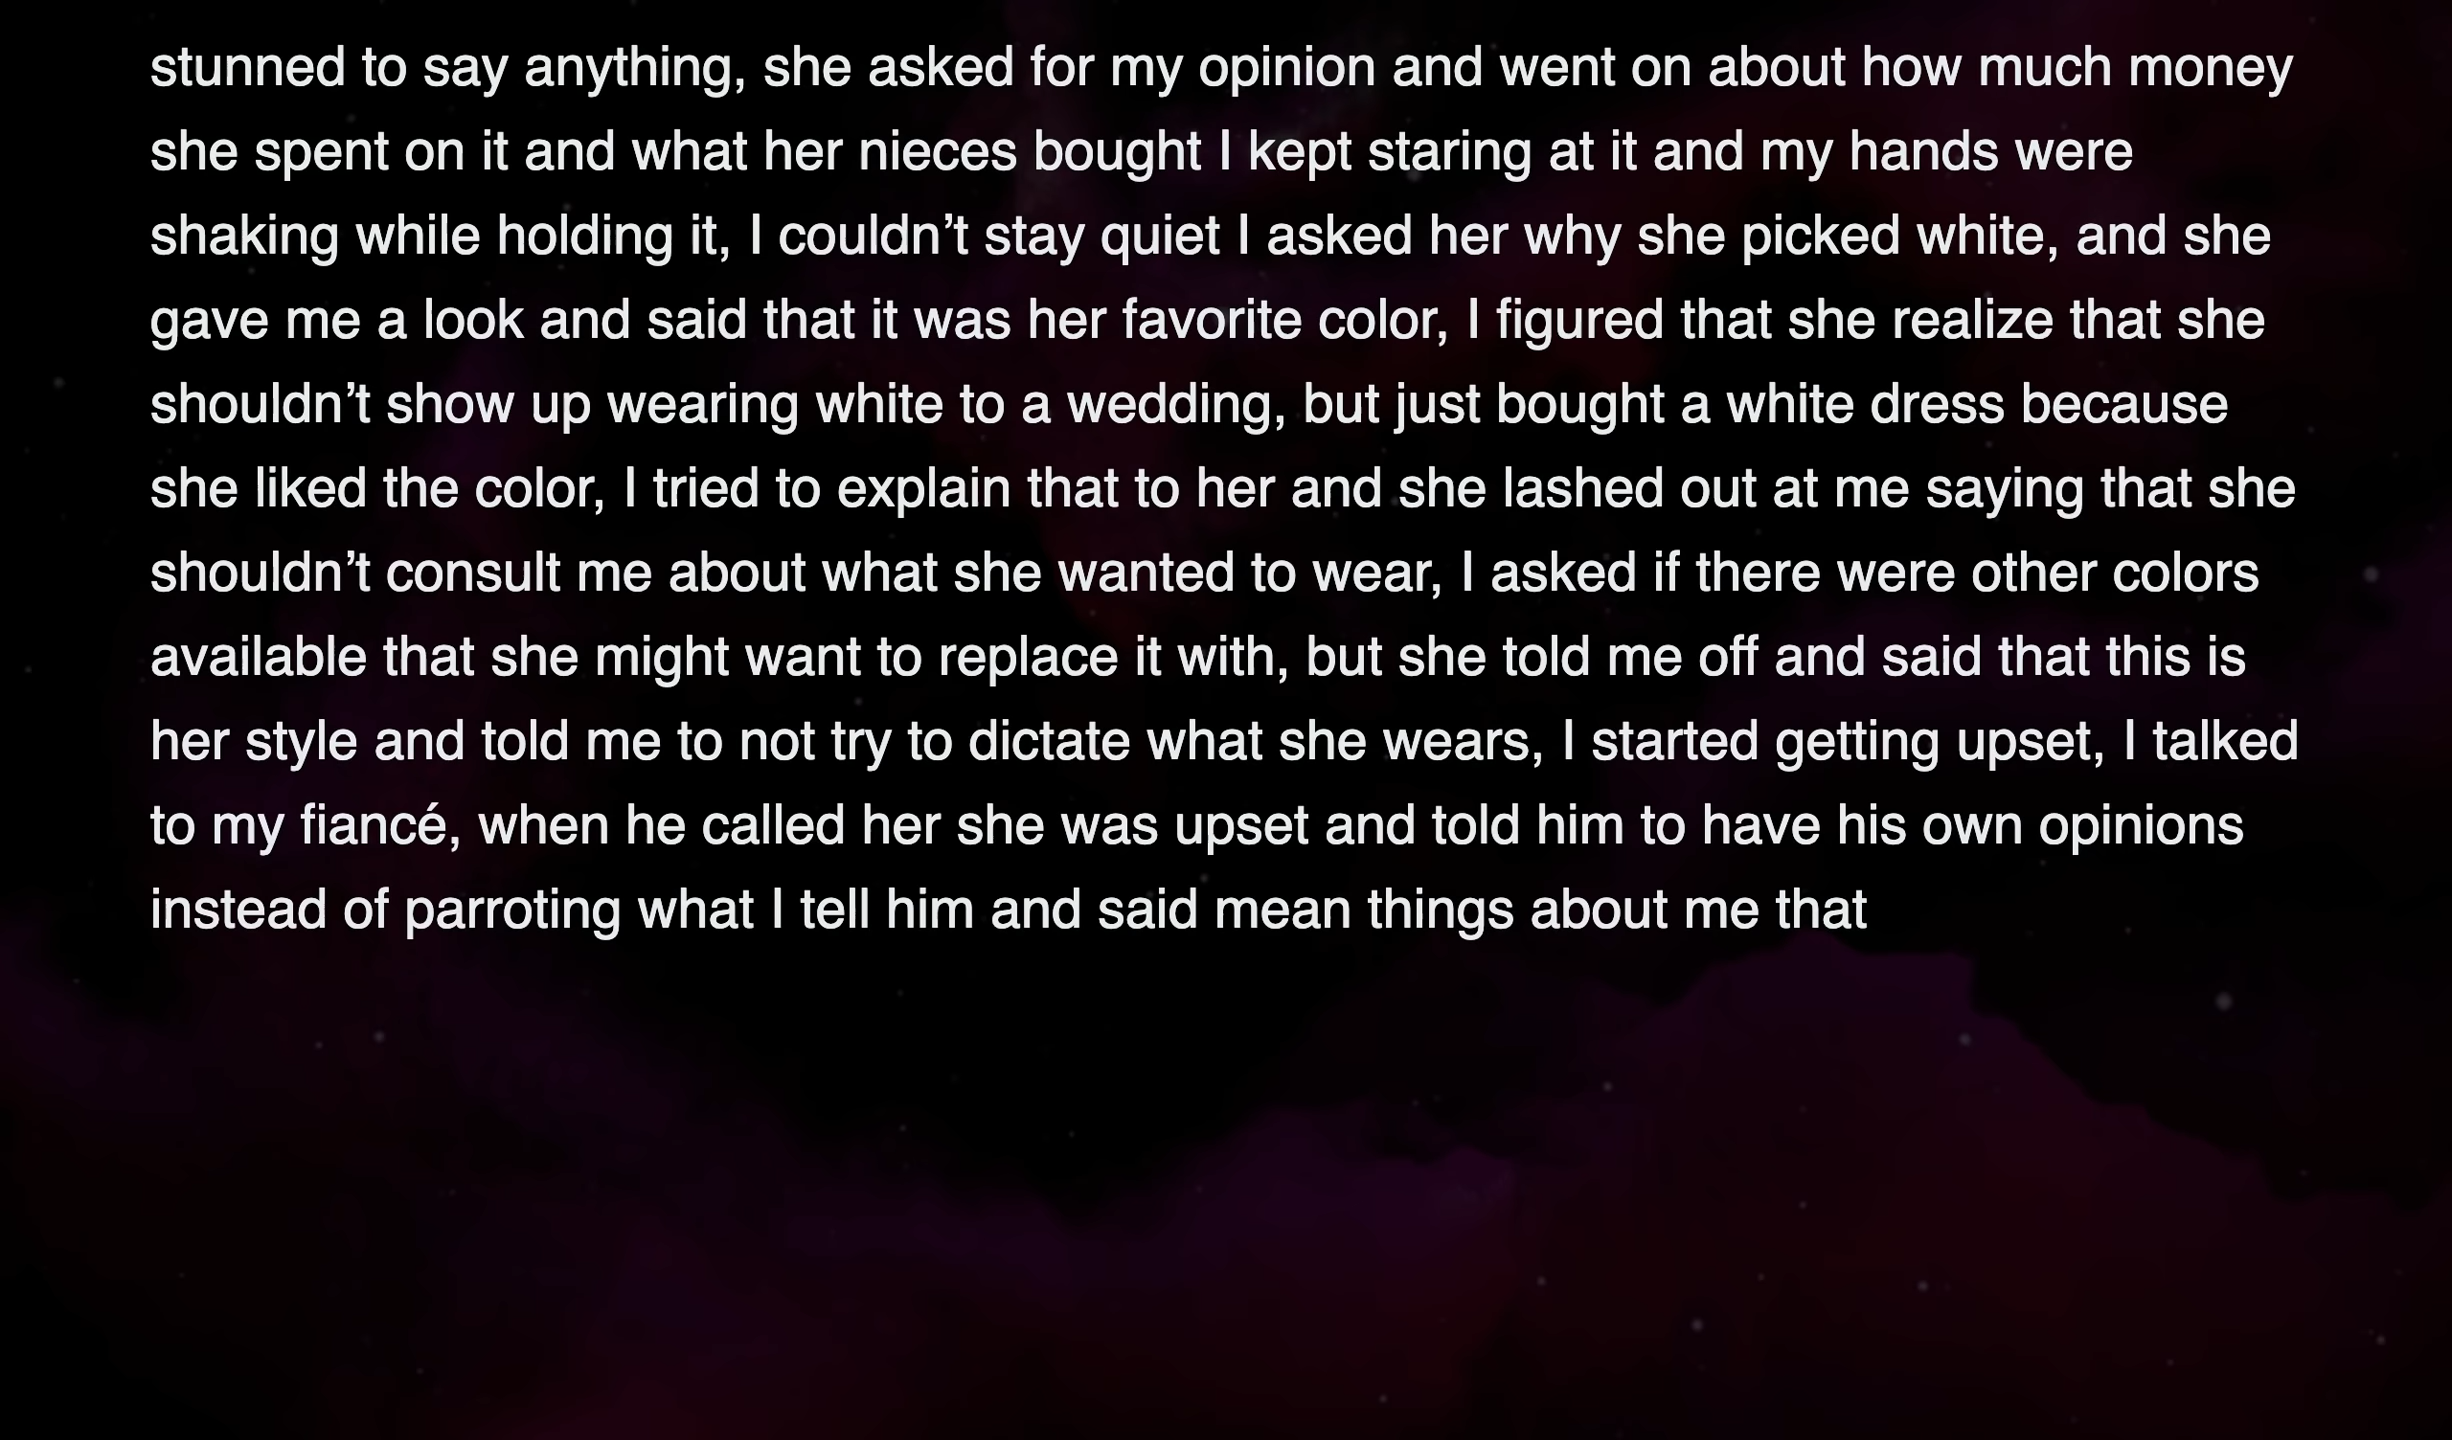 stunned to say anything, she asked for my opinion and went on about how much money
she spent on it and what her nieces bought I kept staring at it and my hands were
shaking while holding it, I couldn’t stay quiet I asked her why she picked white, and she
gave me a look and said that it was her favorite color, I figured that she realize that she
shouldn’t show up wearing white to a wedding, but just bought a white dress because
she liked the color, I tried to explain that to her and she lashed out at me saying that she
shouldn’t consult me about what she wanted to wear, I asked if there were other colors
available that she might want to replace it with, but she told me off and said that this is
her style and told me to not try to dictate what she wears, I started getting upset, I talked
to my fiancé, when he called her she was upset and told him to have his own opinions
instead of parroting what I tell him and said mean things about me that